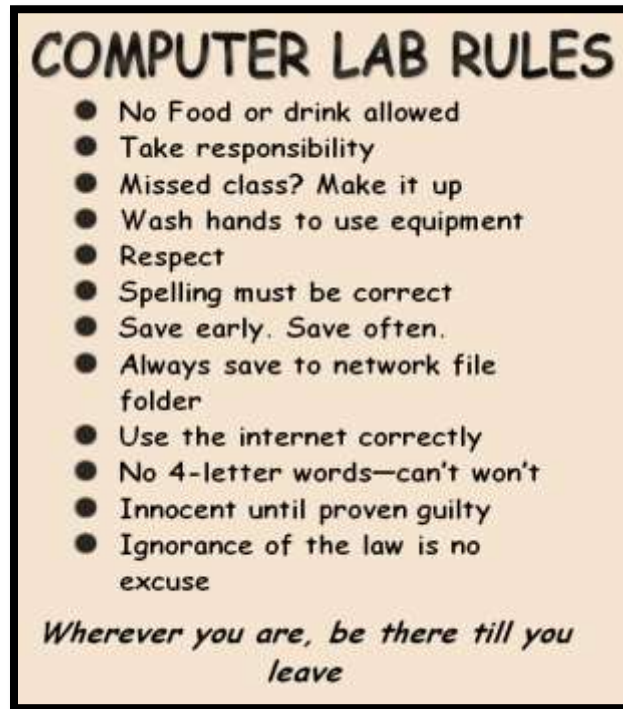 COMPUTER LAB RULES
● No Food or drink allowed
● Take responsibility
● Missed class? Make it up
● Wash hands to use equipment
● Respect
● Spelling must be correct
● Save early. Save often.
● Always save to network file
folder
● Use the internet correctly
● No 4-letter words—can't won't
● Innocent until proven guilty
● Ignorance of the law is no
excuse
Wherever you are, be there till you
leave